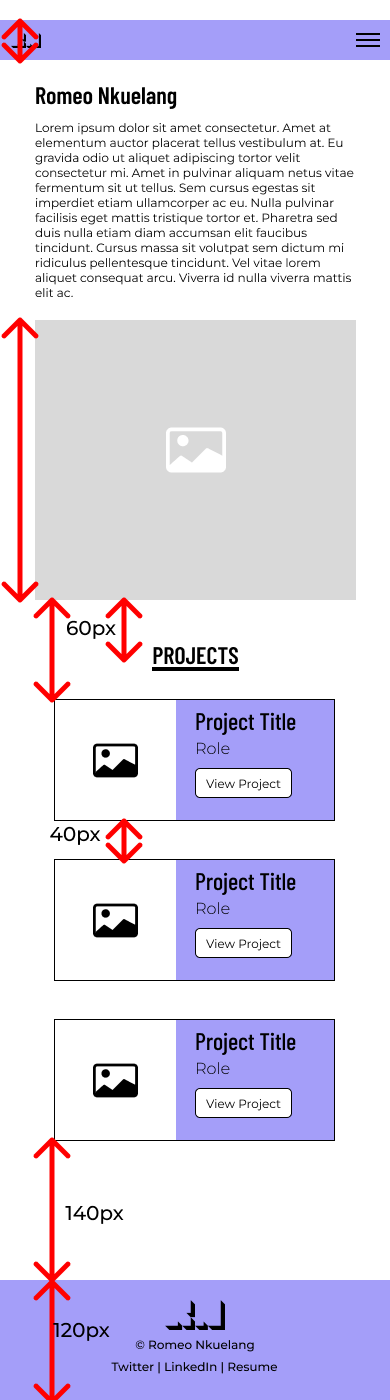 Romeo Nkuelang
Lorem ipsum dolor sit amet consectetur. Amet at
elementum auctor placerat tellus vestibulum at. Eu
gravida odio ut aliquet adipiscing tortor velit
consectetur mi. Amet in pulvinar aliquam netus vitae
fermentum sit ut tellus. Sem cursus egestas sit
imperdiet etiam ullamcorper ac eu. Nulla pulvinar
facilisis eget mattis tristique tortor et. Pharetra sed
duis nulla etiam diam accumsan elit faucibus
tincidunt. Cursus massa sit volutpat sem dictum mi
ridiculus pellentesque tincidunt. Vel vitae lorem
aliquet consequat arcu. Viverra id nulla viverra mattis
elit ac.
60px
PROJECTS
Project Title
Role
View Project
40px
Project Title
Role
View Project
Project Title
Role
View Project
140px
120px
© Romeo Nkuelang
Twitter | LinkedIn | Resume